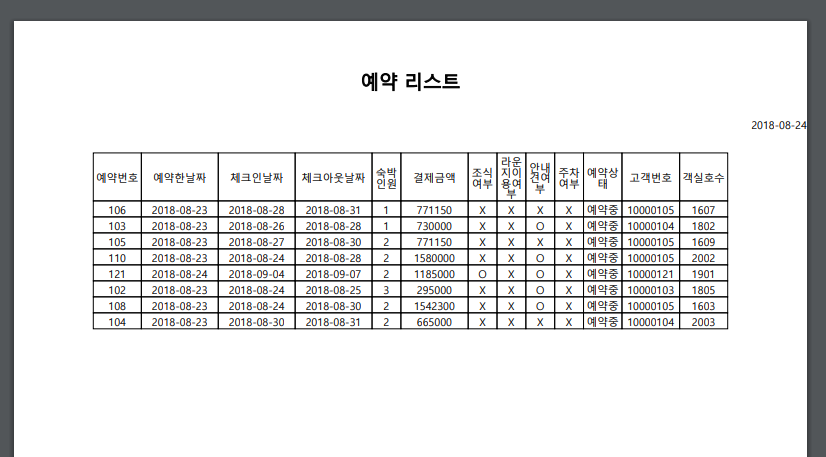 예약 리스트
2018-08-24
예약번호 예약한날짜 체크인날짜 체크아웃날짜 숙박인원 결제금액 조식여부 라운지이용여부 안내견여부 주차여부 예약상태 고객번호 객실호수
106 2018-08-23 2018-08-28 2018-08-31 1 771150 X X X X 예약중 10000105 1607
103 2018-08-23 2018-08-26 2018-08-28 1 730000 X X O X 예약중 10000104 1802
105 2018-08-23 2018-08-27 2018-08-30 2 771150 X X X X 예약중 10000105 1609
110 2018-08-23 2018-08-24 2018-08-28 2 1580000 X X O X 예약중 10000105 2002
121 2018-08-24 2018-09-04 2018-09-07 2 1185000 O X O X 예약중 10000121 1901
102 2018-08-23 2018-08-24 2018-08-25 3 295000 X X O X 예약중 10000103 1805
108 2018-08-23 2018-08-24 2018-08-30 2 1542300 X X O X 예약중 10000105 1603
104 2018-08-23 2018-08-30 2018-08-31 2 665000 X X X X 예약중 10000104 2003